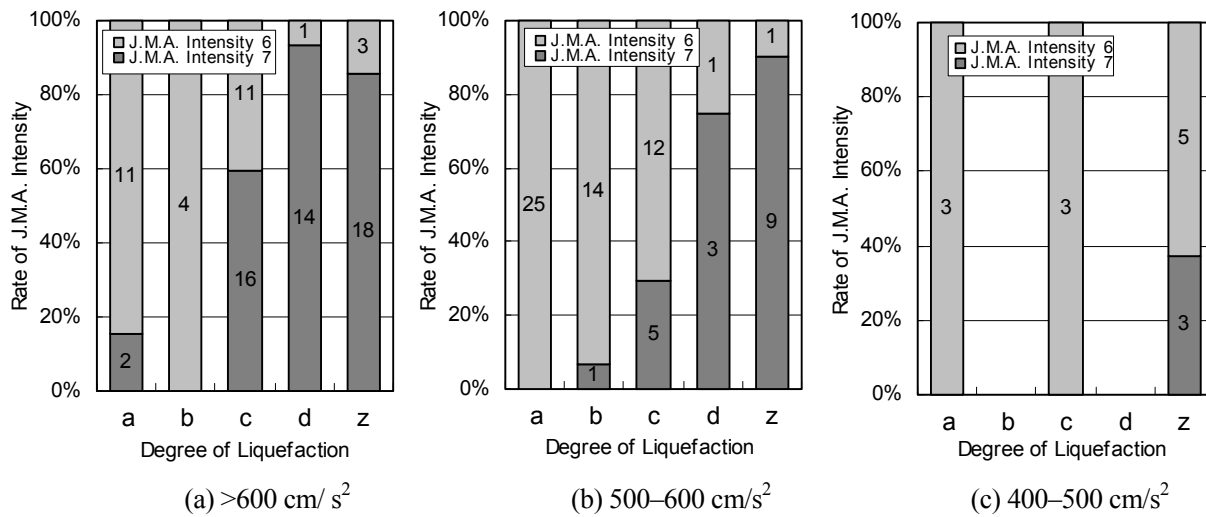 100%
80%
60%
40%
20%
0%
Rate of J.M.A. Intensity
J.M.A. Intensity 6
J.M.A. Intensity 7
11
2
4
11
16
1
14
3
18
a b c d z
Degree of Liquefaction
(a) >600 cm/ s²
100%
80%
60%
40%
20%
0%
Rate of J.M.A. Intensity
J.M.A. Intensity 6
J.M.A. Intensity 7
25
14
1
12
5
1
3
1
9
a b c d z
Degree of Liquefaction
(b) 500–600 cm/s²
100%
80%
60%
40%
20%
0%
Rate of J.M.A. Intensity
J.M.A. Intensity 6
J.M.A. Intensity 7
3
3
5
3
a b c d z
Degree of Liquefaction
(c) 400–500 cm/s²